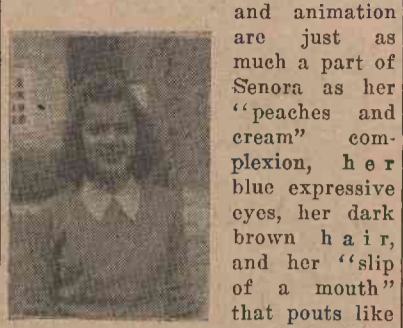 and animation
are just as
much a part of
Senora as her
"peaches and
cream" com-
plexion, her
blue expressive
eyes, her dark
brown hair,
and her "slip
of a mouth"
that pouts like